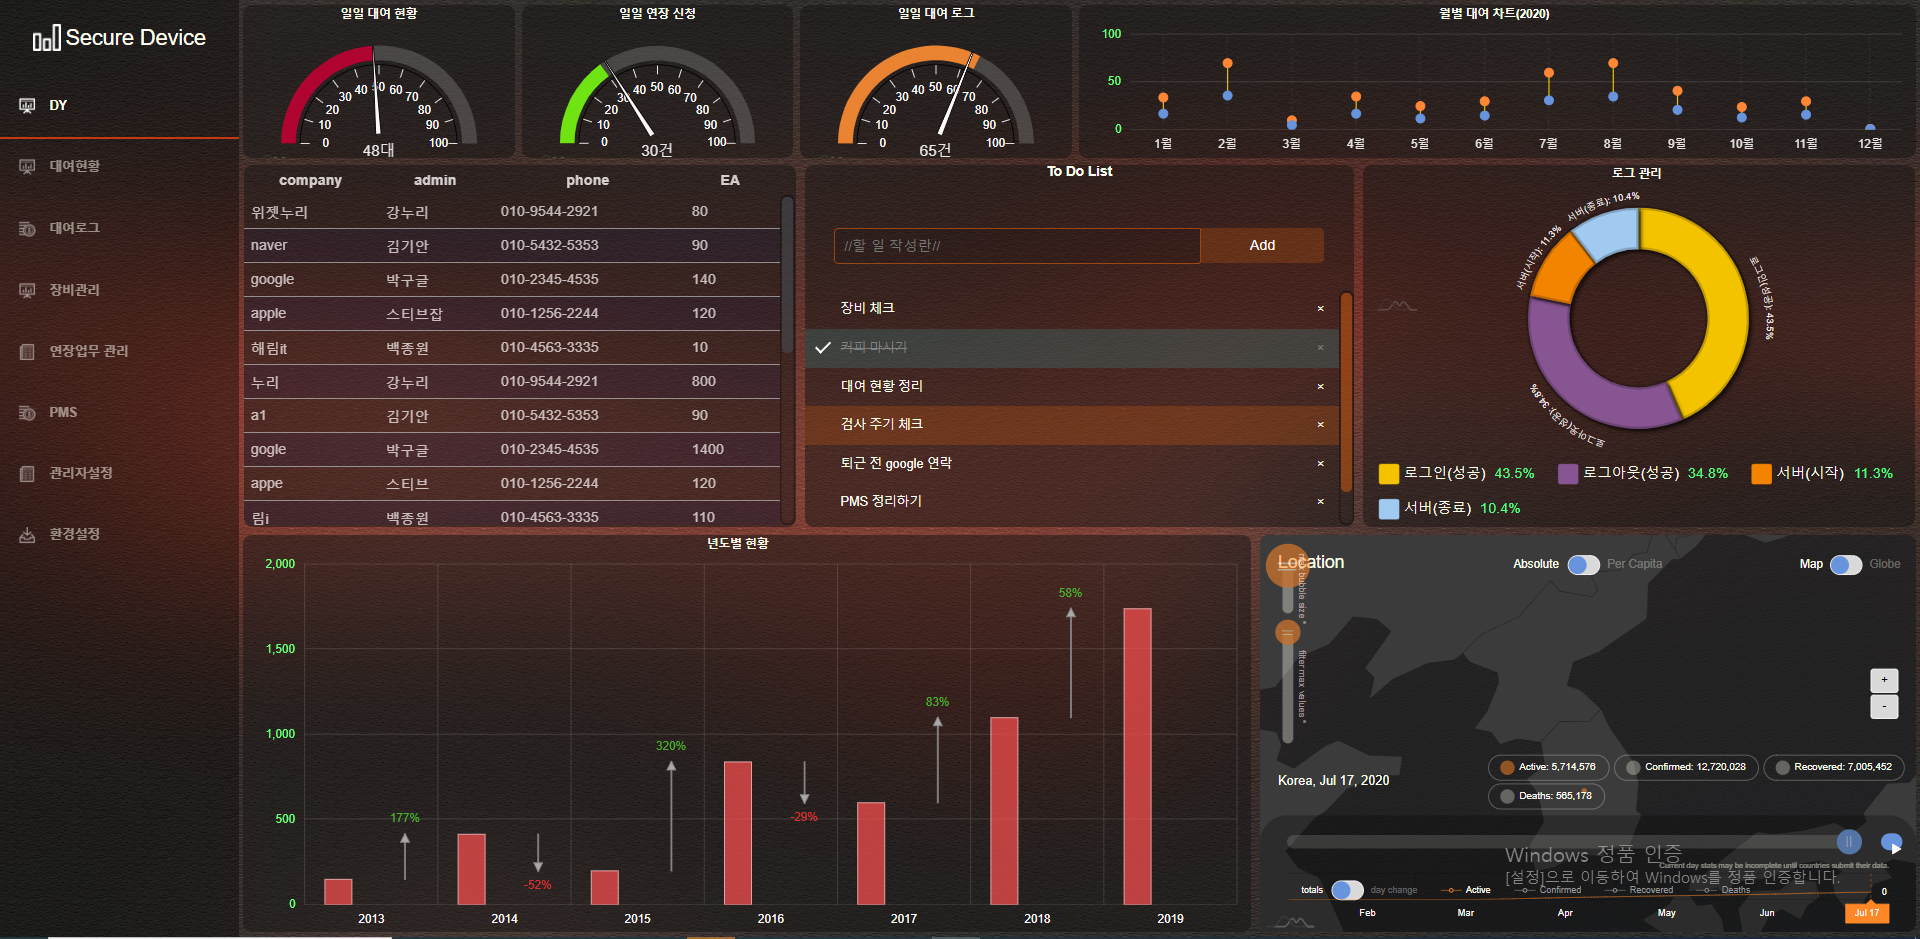 Secure Device
DY
대여현황
대여로그
장비관리
연장업무 관리
PMS
관리자설정
환경설정
일일 대여 현황
0 10 20 30 40 50 60 70 80 90 100
48대
일일 연장 신청
0 10 20 30 40 50 60 70 80 90 100
30건
일일 대여 로그
0 10 20 30 40 50 60 70 80 90 100
65건
월별 대여 차트(2020)
100
50
0
1월 2월 3월 4월 5월 6월 7월 8월 9월 10월 11월 12월
company admin phone EA
위젯누리 강누리 010-9544-2921 80
naver 김기안 010-5432-5353 90
google 박구글 010-2345-4535 140
apple 스티브잡 010-1256-2244 120
해림it 백종원 010-4563-3335 10
누리 강누리 010-9544-2921 800
a1 김기안 010-5432-5353 90
gogle 박구글 010-2345-4535 1400
appe 스티브 010-1256-2244 120
림i 백종원 010-4563-3335 110
To Do List
//할 일 작성란// Add
장비 체크 ×
커피 마시기 ×
대여 현황 정리 ×
검사 주기 체크 ×
퇴근 전 google 연락 ×
PMS 정리하기 ×
로그 관리
서버(종료): 10.4%
서버(시작): 11.3%
로그인(성공): 43.5%
로그아웃(성공): 34.8%
로그인(성공) 43.5% 로그아웃(성공) 34.8% 서버(시작) 11.3%
서버(종료) 10.4%
년도별 현황
2,000
1,500
1,000
500
0
177%
-52%
320%
-29%
83%
58%
2013 2014 2015 2016 2017 2018 2019
Location
Absolute Per Capita
Map Globe
max bubble size *
filter max values *
+
-
Korea, Jul 17, 2020
Active: 5,714,576 Confirmed: 12,720,028 Recovered: 7,005,452
Deaths: 565,178
Windows 정품 인증
Current day stats may be incomplete until countries submit their data.
[설정]으로 이동하여 Windows를 정품 인증합니다.
totals day change Active Confirmed Recovered Deaths 0
Feb Mar Apr May Jun Jul 17